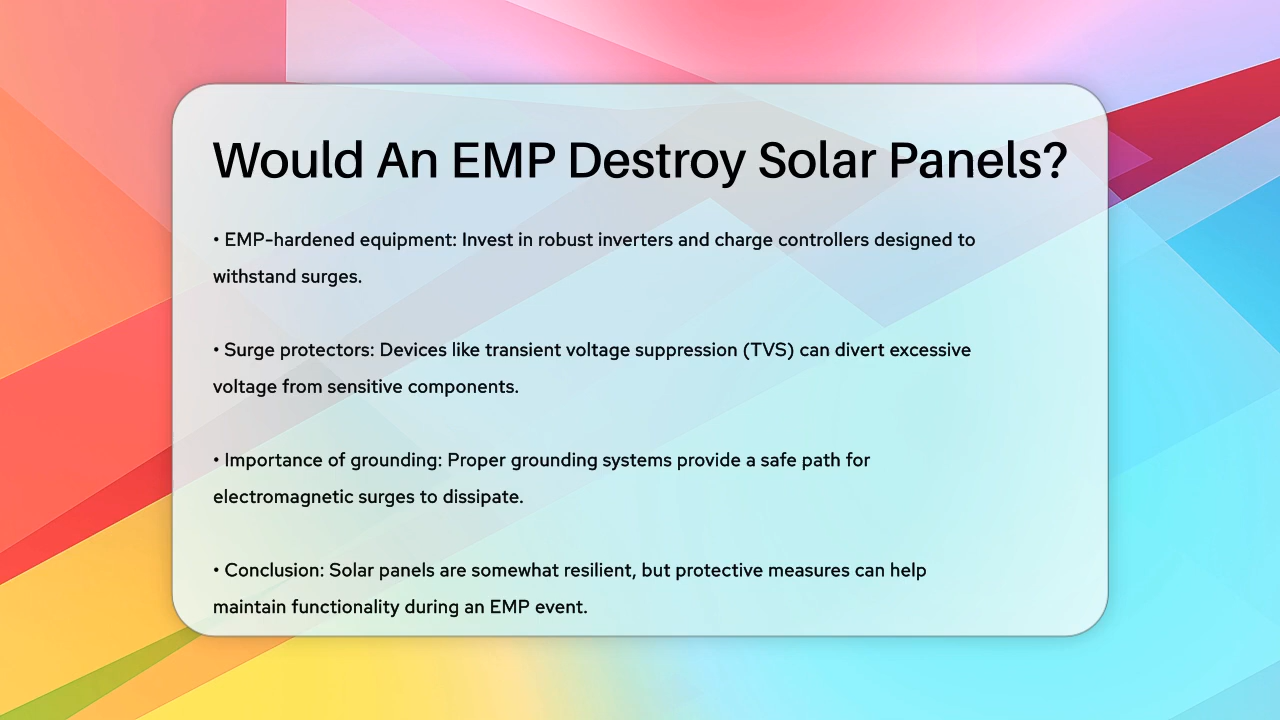 Would An EMP Destroy Solar Panels?
• EMP-hardened equipment: Invest in robust inverters and charge controllers designed to
withstand surges.
• Surge protectors: Devices like transient voltage suppression (TVS) can divert excessive
voltage from sensitive components.
• Importance of grounding: Proper grounding systems provide a safe path for
electromagnetic surges to dissipate.
• Conclusion: Solar panels are somewhat resilient, but protective measures can help
maintain functionality during an EMP event.